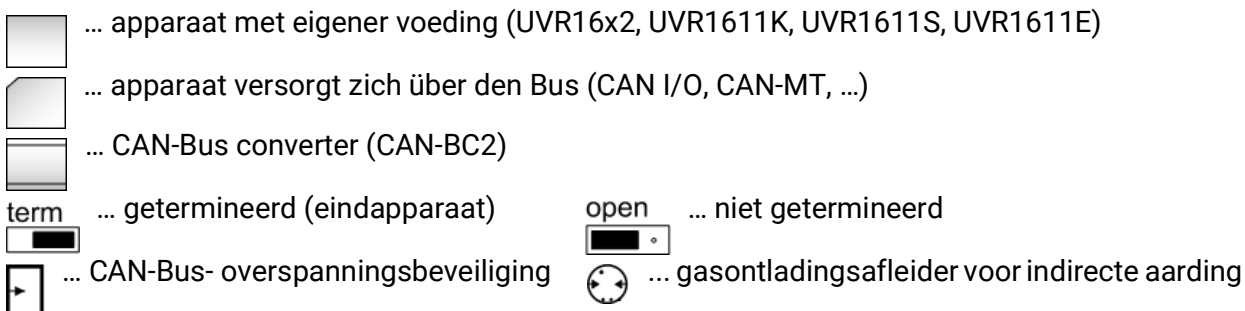 … apparaat met eigener voeding (UVR16x2, UVR1611K, UVR1611S, UVR1611E)
… apparaat versorgt zich über den Bus (CAN I/O, CAN-MT, …)
… CAN-Bus converter (CAN-BC2)
term … getermineerd (eindapparaat) open … niet getermineerd
… CAN-Bus- overspanningsbeveiliging ... gasontladingsafleider voor indirecte aarding